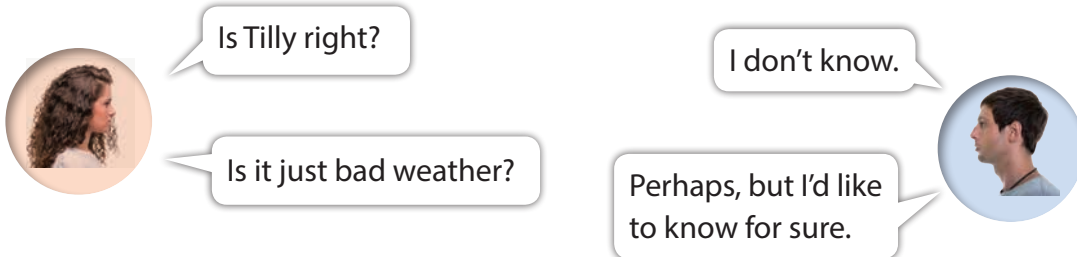 Is Tilly right?
I don’t know.
Is it just bad weather?
Perhaps, but I’d like
to know for sure.